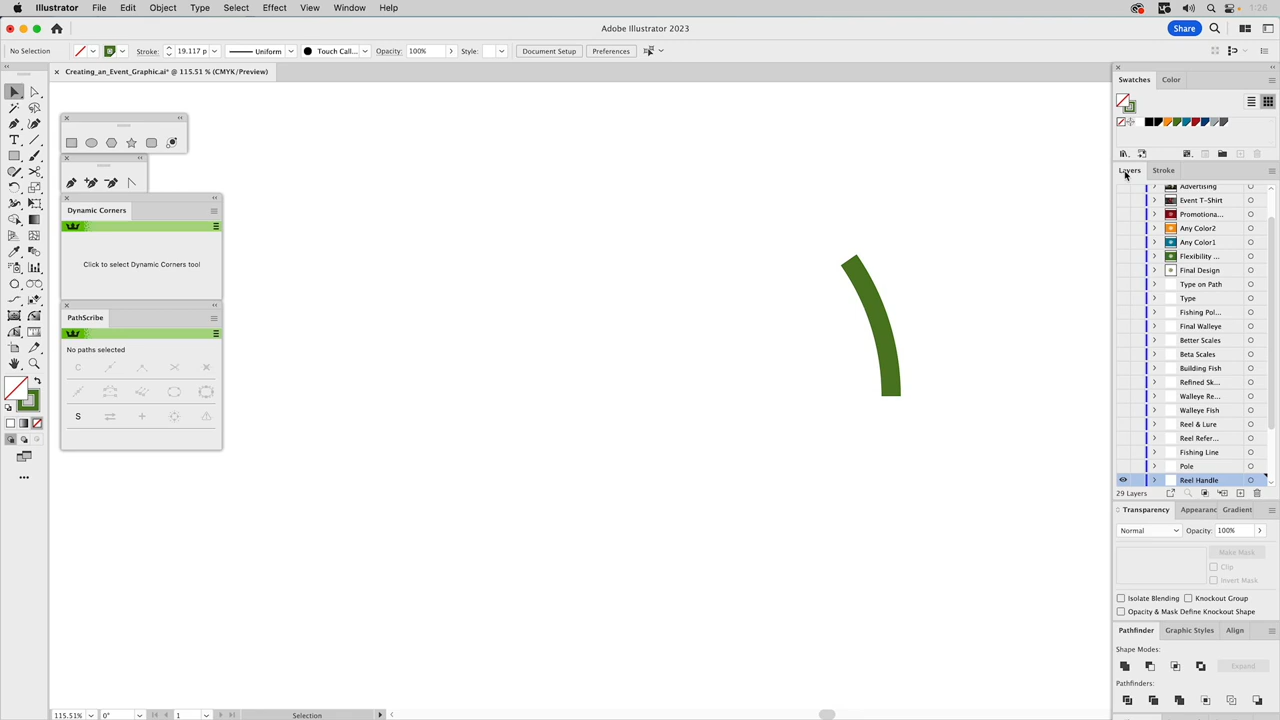 Illustrator File Edit Object Type Select Effect View Window Help 1:26
Adobe Illustrator 2023
Share
No Selection Stroke: 19.117 p Uniform Touch Call... Opacity: 100% Style: Document Setup Preferences
Creating_an_Event_Graphic.ai* @ 115.51 % (CMYK/Preview)
Swatches Color
Layers Stroke
Advertising
Event T-Shirt
Promotiona...
Any Color2
Any Color1
Flexibility ...
Final Design
Type on Path
Type
Fishing Pol...
Final Walleye
Better Scales
Beta Scales
Building Fish
Refined Sk...
Walleye Re...
Walleye Fish
Reel & Lure
Reel Refer...
Fishing Line
Pole
Reel Handle
29 Layers
Dynamic Corners
Click to select Dynamic Corners tool
PathScribe
No paths selected
Transparency Appearanc Gradient
Normal Opacity: 100%
Make Mask
Clip
Invert Mask
Isolate Blending Knockout Group
Opacity & Mask Define Knockout Shape
Pathfinder Graphic Styles Align
Shape Modes:
Expand
Pathfinders:
115.51% 0° 1 Selection